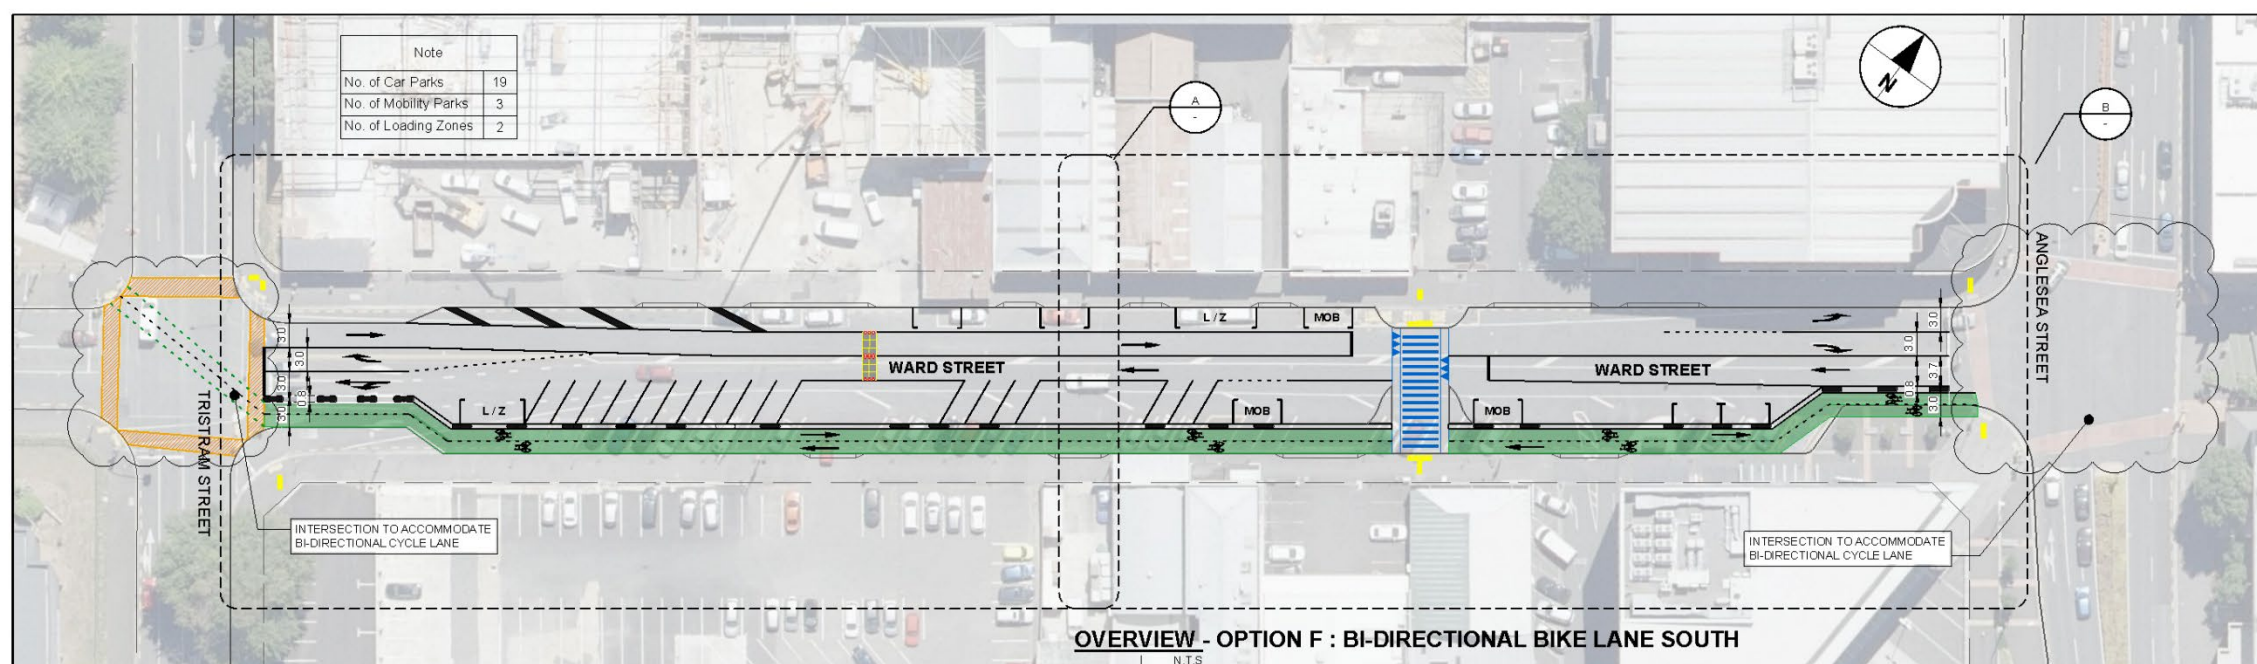 Note
No. of Car Parks 19
No. of Mobility Parks 3
No. of Loading Zones 2
A
-
N
B
-
ANGLESEA STREET
L / Z
MOB
3.0
3.0
3.0
3.0
0.8
3.0
WARD STREET
WARD STREET
3.0
3.0
3.7
0.8
3.0
L / Z
MOB
MOB
TRISTRAM STREET
INTERSECTION TO ACCOMMODATE
BI-DIRECTIONAL CYCLE LANE
INTERSECTION TO ACCOMMODATE
BI-DIRECTIONAL CYCLE LANE
OVERVIEW - OPTION F : BI-DIRECTIONAL BIKE LANE SOUTH
N.T.S